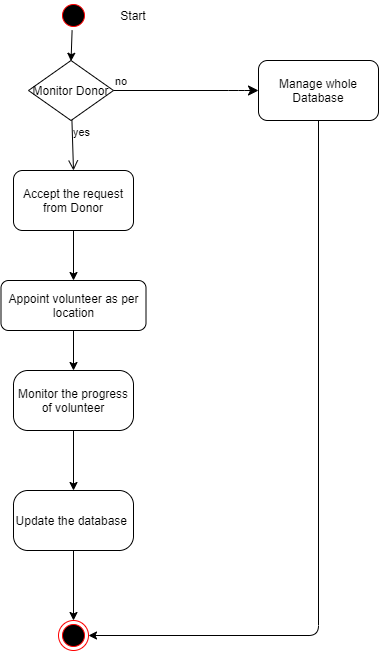 Start
Monitor Donor
no
Manage whole
Database
yes
Accept the request
from Donor
Appoint volunteer as per
location
Monitor the progress
of volunteer
Update the database